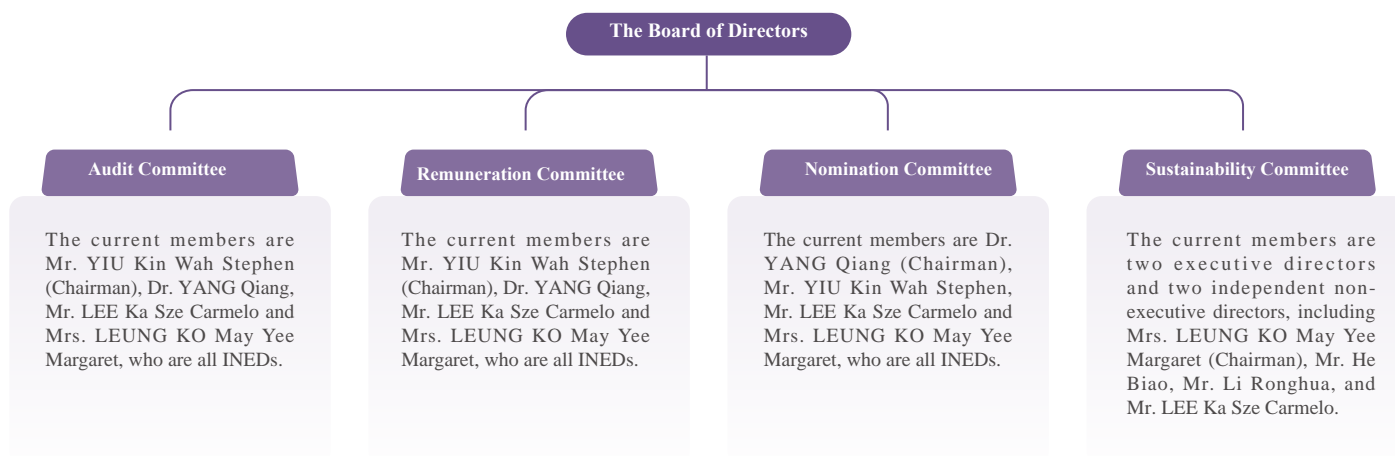 The Board of Directors
Audit Committee
The current members are
Mr. YIU Kin Wah Stephen
(Chairman), Dr. YANG Qiang,
Mr. LEE Ka Sze Carmelo and
Mrs. LEUNG KO May Yee
Margaret, who are all INEDs.
Remuneration Committee
The current members are
Mr. YIU Kin Wah Stephen
(Chairman), Dr. YANG Qiang,
Mr. LEE Ka Sze Carmelo and
Mrs. LEUNG KO May Yee
Margaret, who are all INEDs.
Nomination Committee
The current members are Dr.
YANG Qiang (Chairman),
Mr. YIU Kin Wah Stephen,
Mr. LEE Ka Sze Carmelo and
Mrs. LEUNG KO May Yee
Margaret, who are all INEDs.
Sustainability Committee
The current members are
two executive directors
and two independent non-
executive directors, including
Mrs. LEUNG KO May Yee
Margaret (Chairman), Mr. He
Biao, Mr. Li Ronghua, and
Mr. LEE Ka Sze Carmelo.